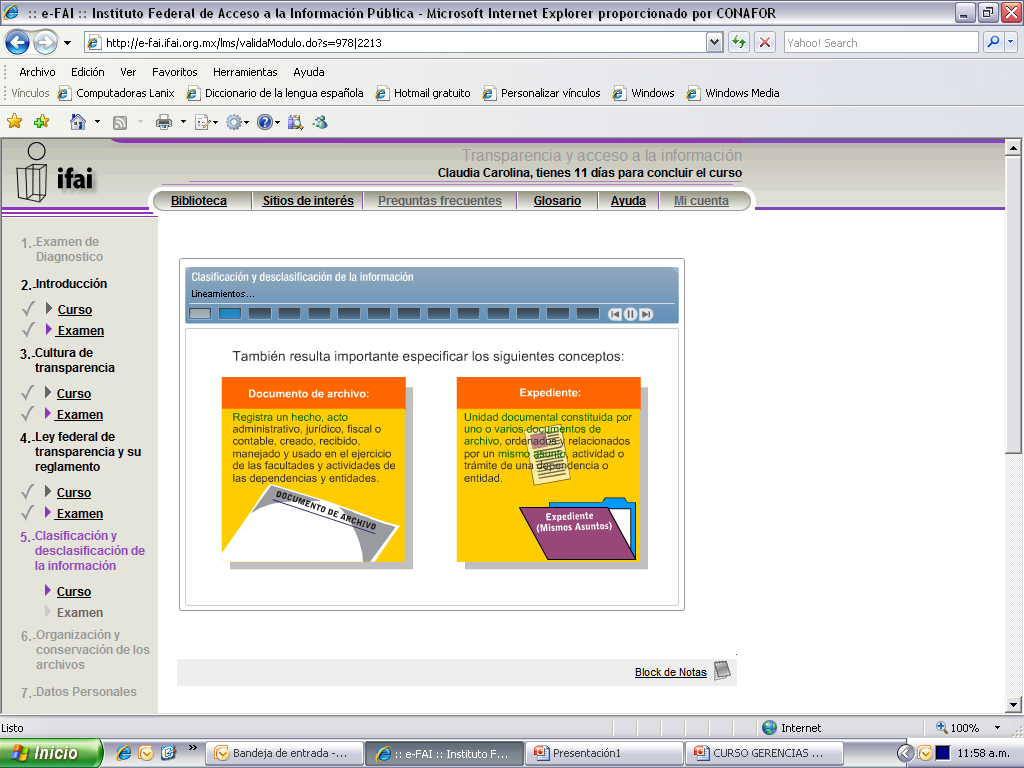 :: e-FAI :: Instituto Federal de Acceso a la Información Pública - Microsoft Internet Explorer proporcionado por CONAFOR
http://e-fai.ifai.org.mx/lms/validaModulo.do?s=978|2213
Yahoo! Search
Archivo Edición Ver Favoritos Herramientas Ayuda
Vínculos Computadoras Lanix Diccionario de la lengua española Hotmail gratuito Personalizar vínculos Windows Windows Media
ifai
Transparencia y acceso a la información
Claudia Carolina, tienes 11 días para concluir el curso
Biblioteca Sitios de interés Preguntas frecuentes Glosario Ayuda Mi cuenta
1.-Examen de
Diagnostico
2.-Introducción
Curso
Examen
3.-Cultura de
transparencia
Curso
Examen
4.-Ley federal de
transparencia y su
reglamento
Curso
Examen
5.-Clasificación y
desclasificación de
la información
Curso
Examen
6.-Organización y
conservación de los
archivos
7.-Datos Personales
Clasificación y desclasificación de la información
Lineamientos...
También resulta importante especificar los siguientes conceptos:
Documento de archivo:
Registra un hecho, acto
administrativo, jurídico, fiscal o
contable, creado, recibido,
manejado y usado en el ejercicio
de las facultades y actividades de
las dependencias y entidades.
DOCUMENTO DE ARCHIVO
Expediente:
Unidad documental constituida por
uno o varios documentos de
archivo, ordenados y relacionados
por un mismo asunto, actividad o
trámite de una dependencia o
entidad.
Expediente
(Mismos Asuntos)
Block de Notas
Listo
Internet
100%
Inicio
Bandeja de entrada -...
:: e-FAI :: Instituto F...
Presentación1
CURSO GERENCIAS ...
11:58 a.m.